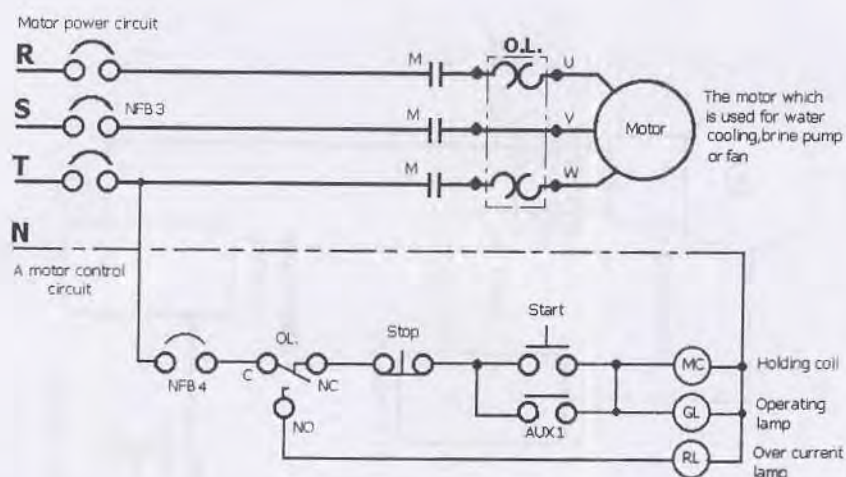 Motor power circuit
R
M
O.L.
U
S
NFB3
M
V
Motor
The motor which
is used for water
cooling,brine pump
or fan
T
M
W
N
A motor control
circuit
NFB4
C
OL.
NC
NO
Stop
Start
AUX1
MC
Holding coil
GL
Operating
lamp
RL
Over current
lamp